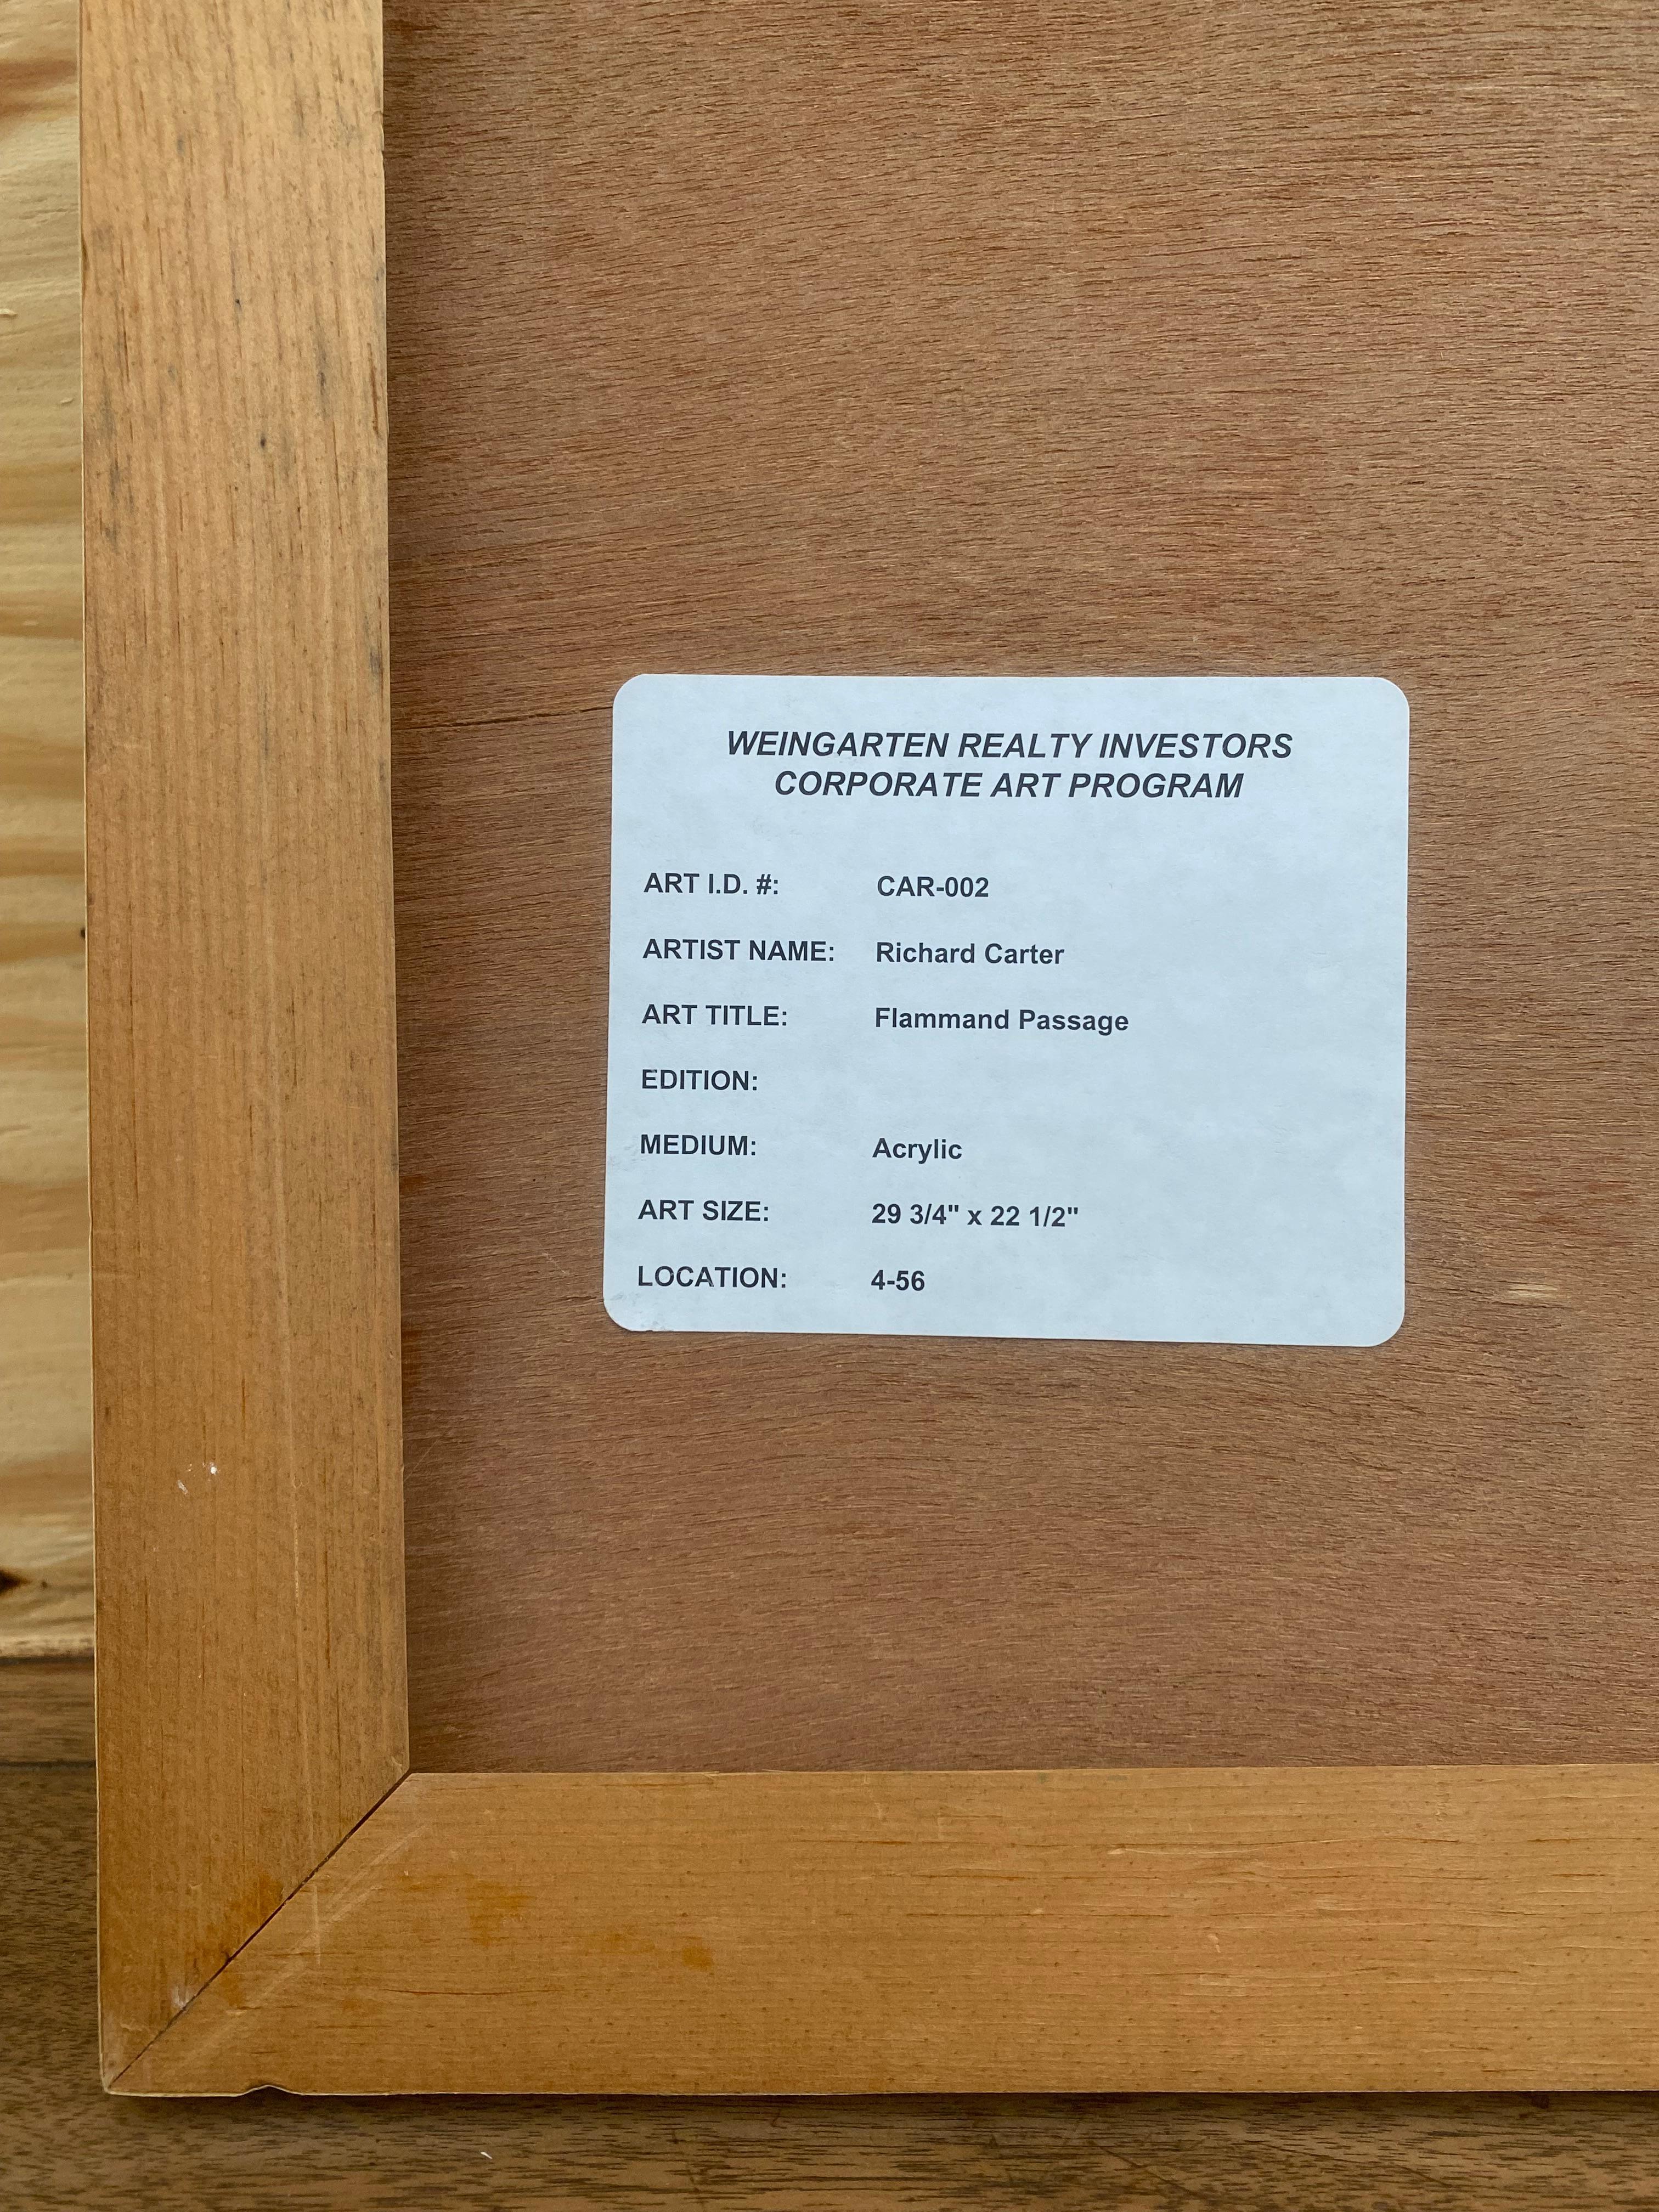 WEINGARTEN REALTY INVESTORS
CORPORATE ART PROGRAM
ART I.D. #: CAR-002
ARTIST NAME: Richard Carter
ART TITLE: Flammand Passage
EDITION:
MEDIUM: Acrylic
ART SIZE: 29 3/4" x 22 1/2"
LOCATION: 4-56